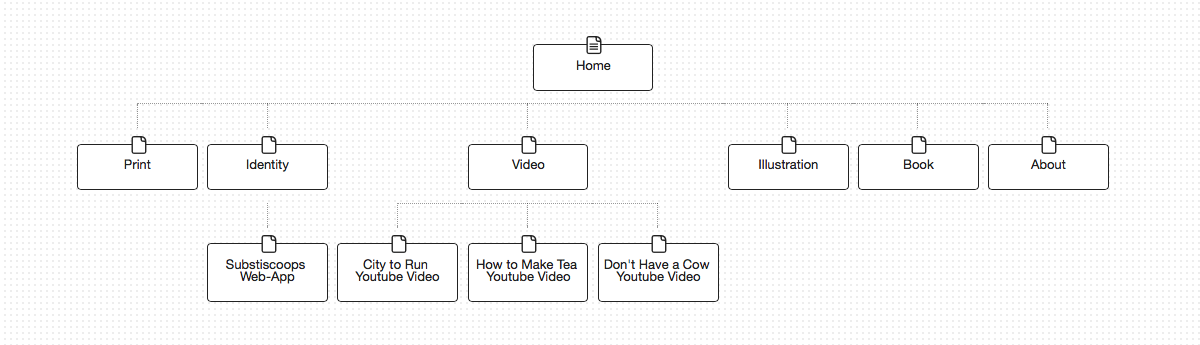 Home
Print
Identity
Video
Illustration
Book
About
Substiscoops
Web-App
City to Run
Youtube Video
How to Make Tea
Youtube Video
Don't Have a Cow
Youtube Video